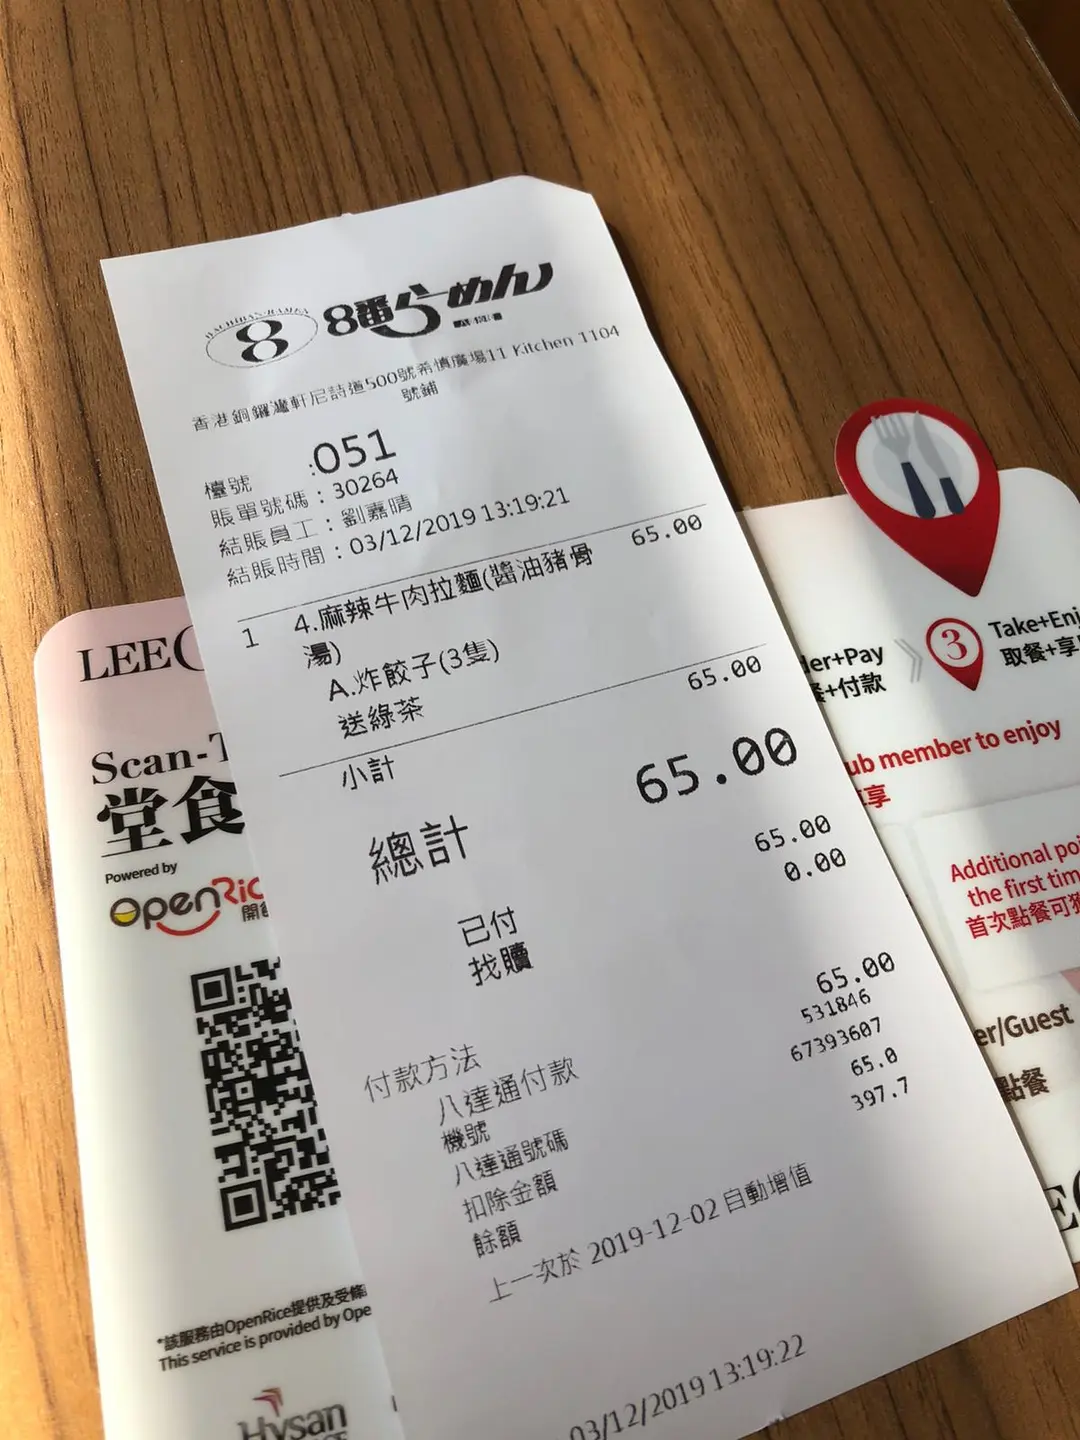 HACHIBAN-RAMEN
8
8番らーめん
香港銅鑼灣軒尼詩道500號希慎廣場11 Kitchen 1104
號鋪
檯號 :051
賬單號碼：30264
結賬員工：劉嘉晴
結賬時間：03/12/2019 13:19:21
1 4.麻辣牛肉拉麵(醬油豬骨 65.00
湯)
A.炸餃子(3隻)
送綠茶
小計 65.00
總計 65.00
已付 65.00
找贖 0.00
付款方法
八達通付款 65.00
機號 531846
八達通號碼 67393607
扣除金額 65.0
餘額 397.7
上一次於 2019-12-02 自動增值
03/12/2019 13:19:22
LEE
Scan-T
堂食
Powered by
OpenRic
開
*該服務由OpenRice提供及受條
This service is provided by Ope
Hysan
der+Pay
餐+付款
3
Take+Enj
取餐+享
ub member to enjoy
享
Additional poi
the first tim
首次點餐可獲
er/Guest
點餐